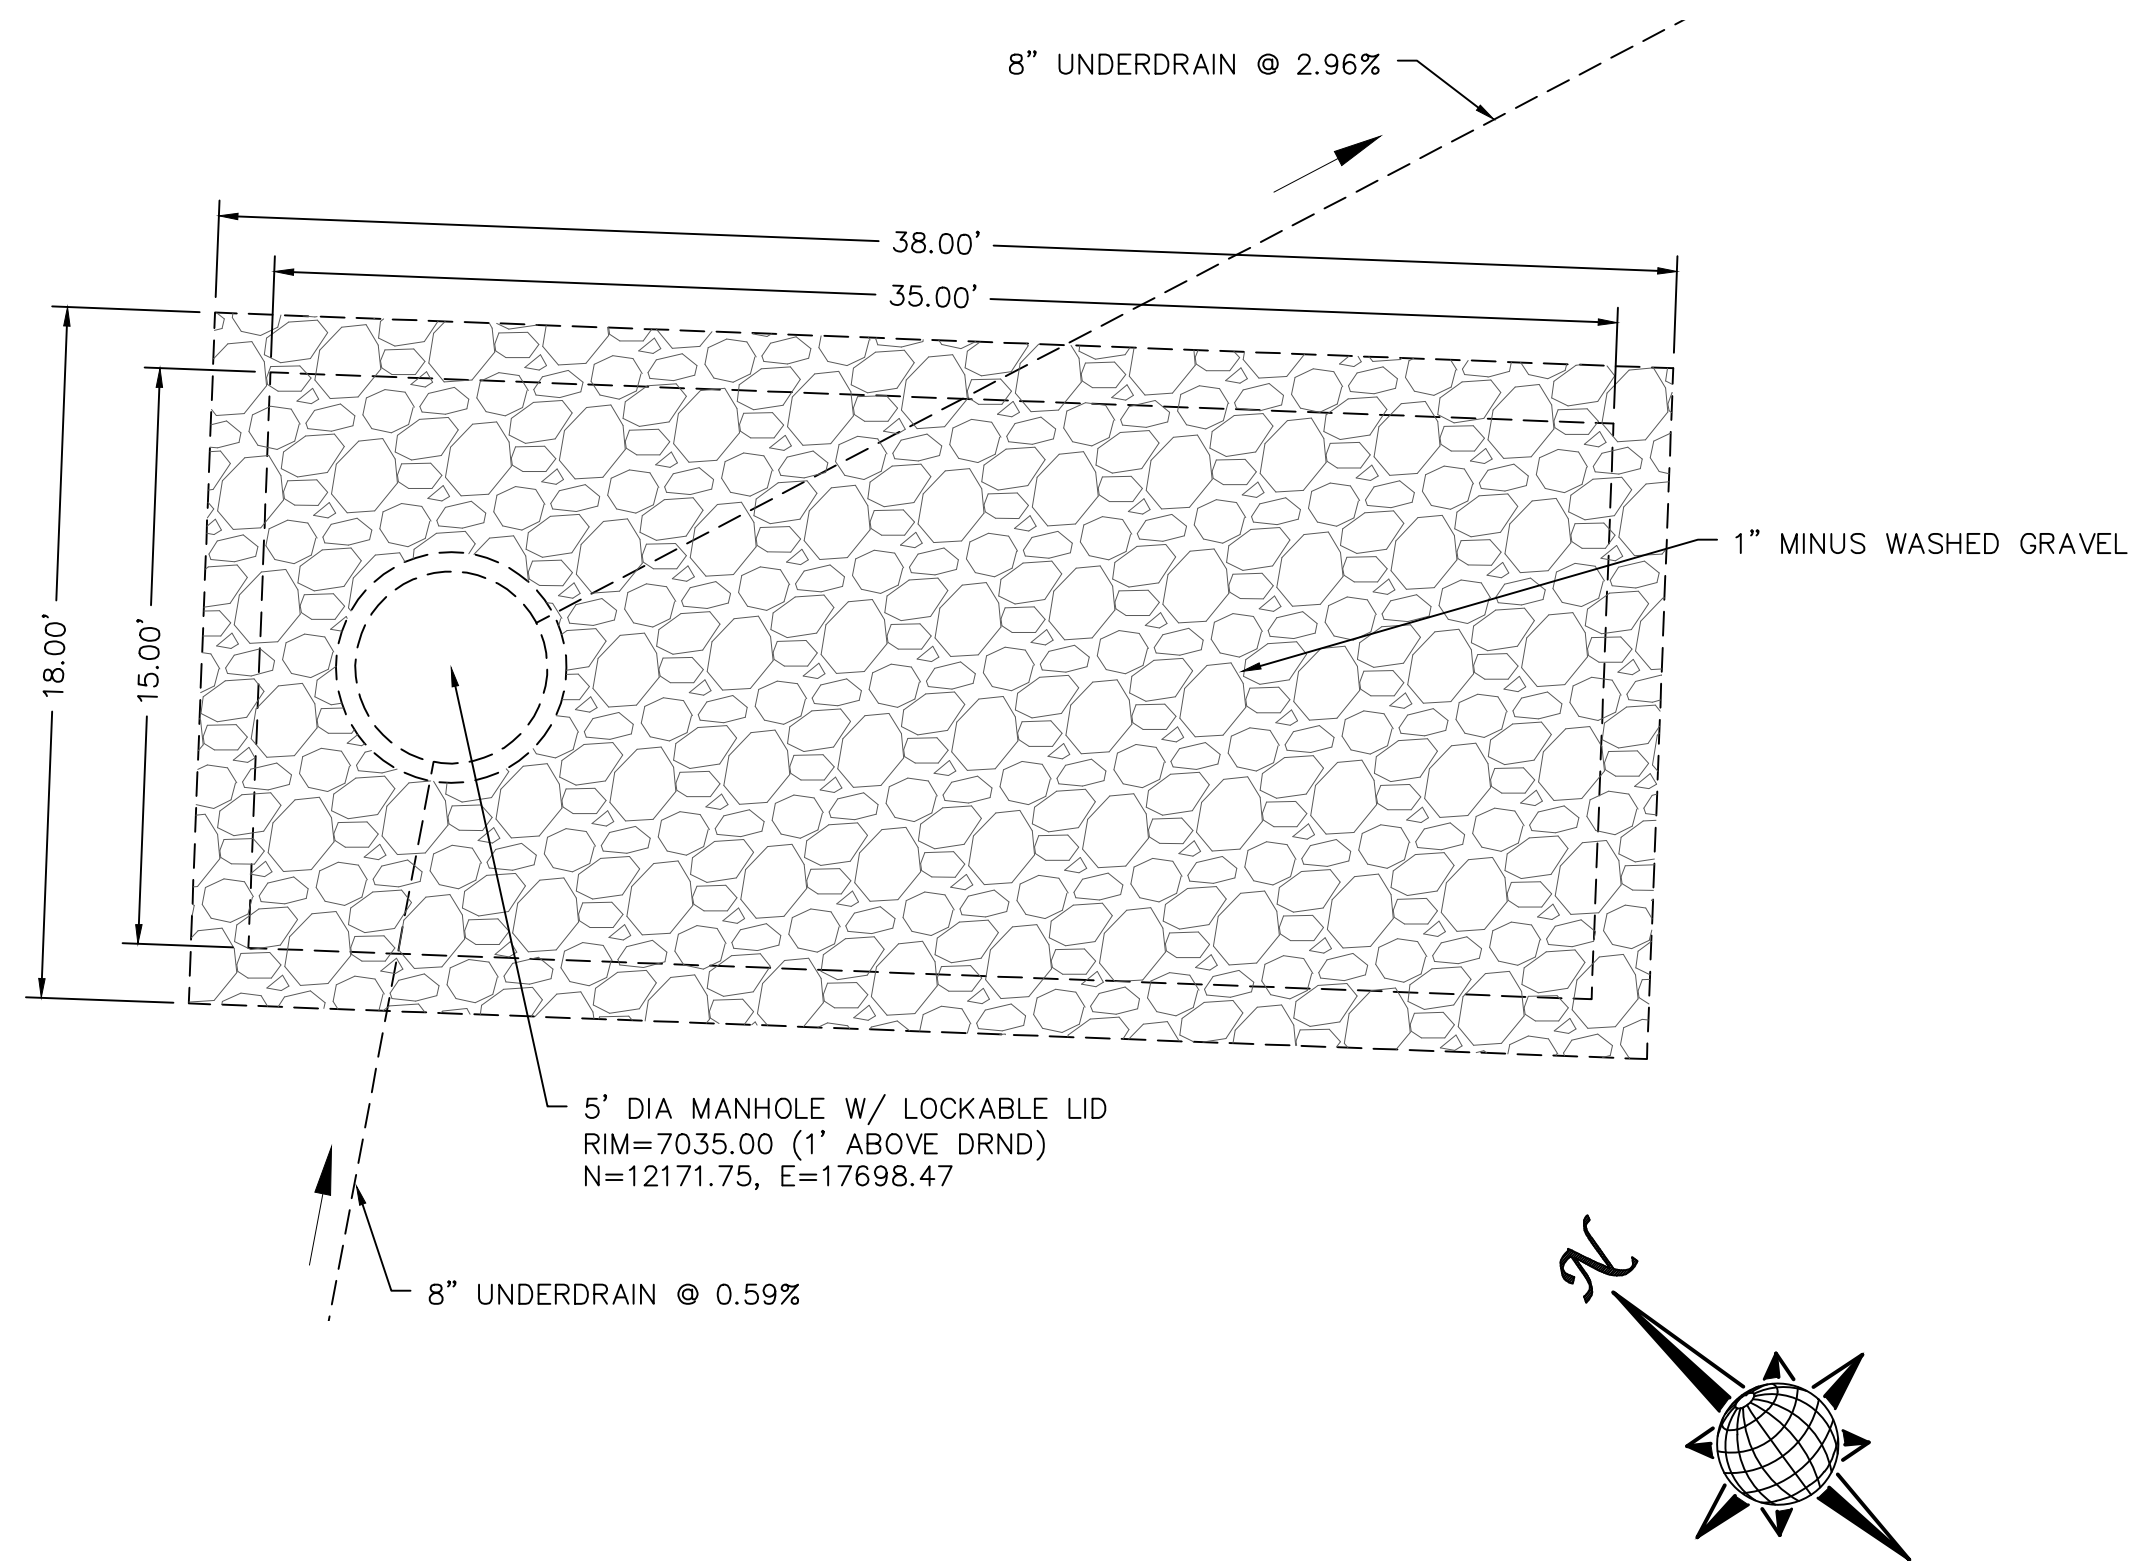 8" UNDERDRAIN @ 2.96%
38.00'
35.00'
18.00'
15.00'
1" MINUS WASHED GRAVEL
5' DIA MANHOLE W/ LOCKABLE LID
RIM=7035.00 (1' ABOVE DRND)
N=12171.75, E=17698.47
8" UNDERDRAIN @ 0.59%
N